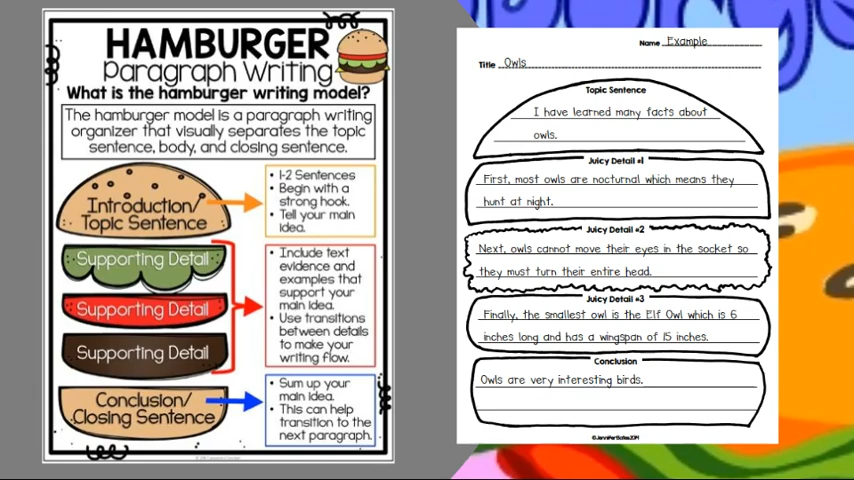 HAMBURGER
Paragraph Writing
What is the hamburger writing model?
The hamburger model is a paragraph writing
organizer that visually separates the topic
sentence, body, and closing sentence.
Introduction/
Topic Sentence
• 1-2 Sentences
• Begin with a
strong hook.
• Tell your main
idea.
Supporting Detail
Supporting Detail
Supporting Detail
• Include text
evidence and
examples that
support your
main idea.
• Use transitions
between details
to make your
writing flow.
Conclusion/
Closing Sentence
• Sum up your
main idea.
• This can help
transition to the
next paragraph.
Name Example
Title Owls
Topic Sentence
I have learned many facts about
owls.
Juicy Detail #1
First, most owls are nocturnal which means they
hunt at night.
Juicy Detail #2
Next, owls cannot move their eyes in the socket so
they must turn their entire head.
Juicy Detail #3
Finally, the smallest owl is the Elf Owl which is 6
inches long and has a wingspan of 15 inches.
Conclusion
Owls are very interesting birds.